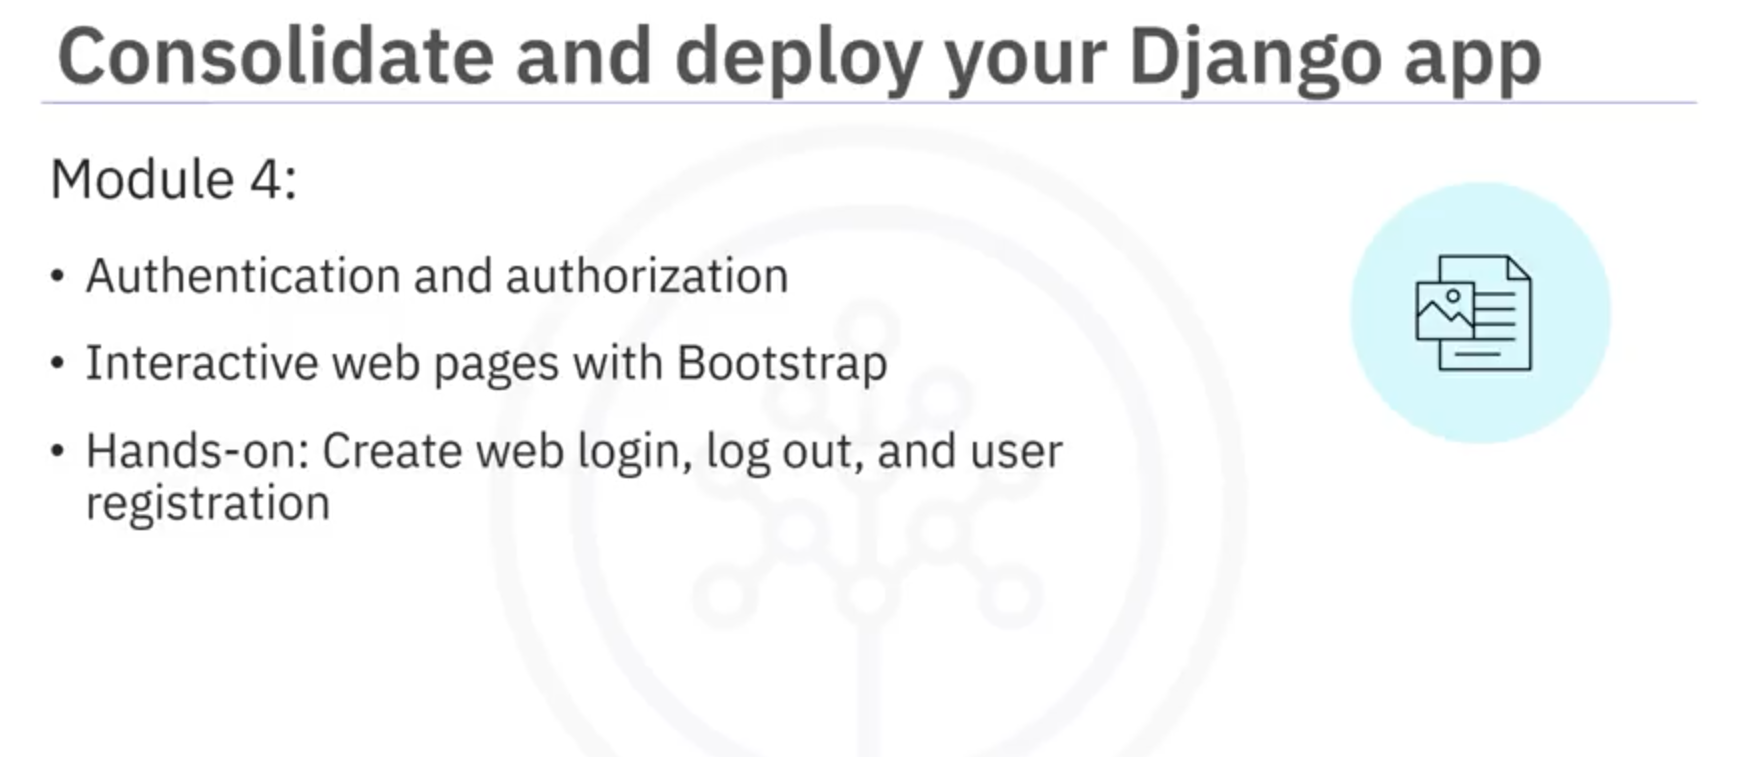 Consolidate and deploy your Django app
Module 4:
• Authentication and authorization
• Interactive web pages with Bootstrap
• Hands-on: Create web login, log out, and user
registration